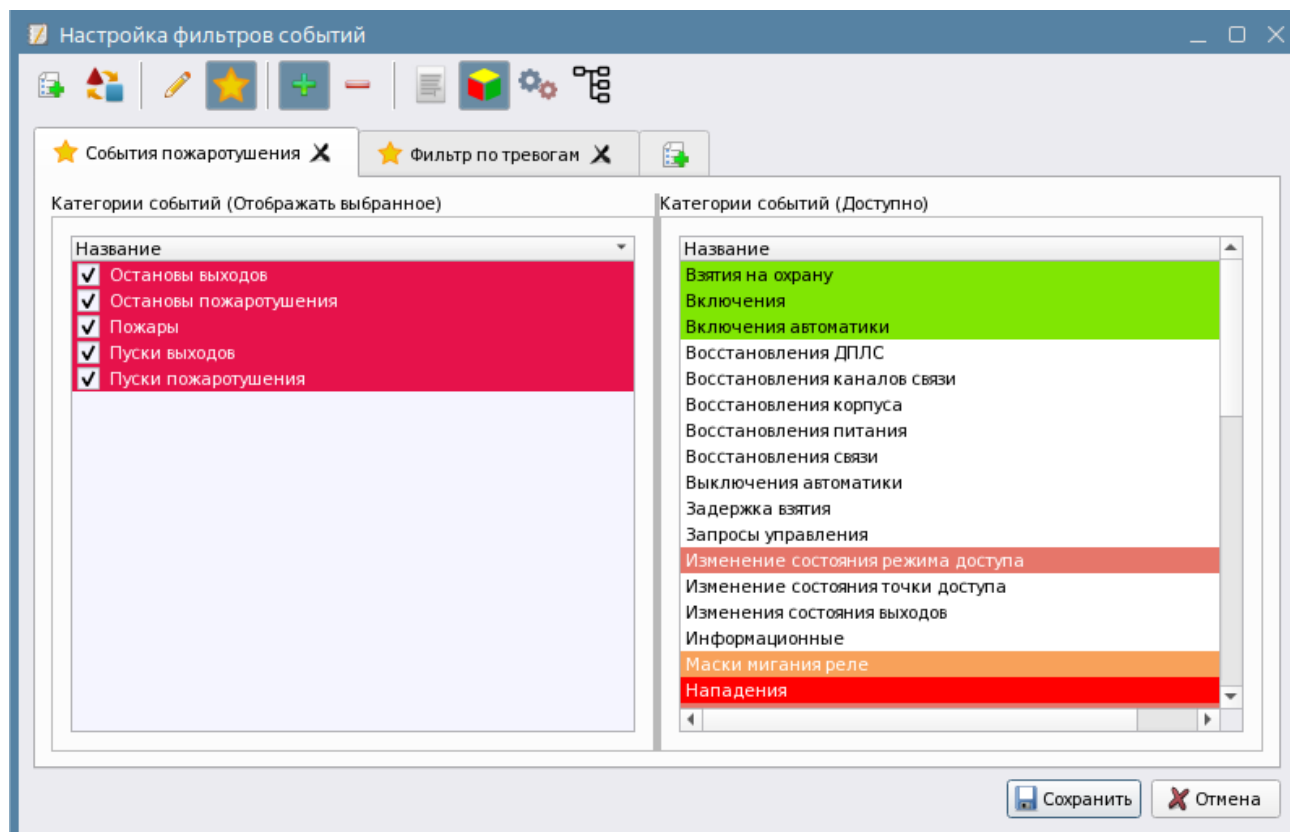 Настройка фильтров событий
События пожаротушения
Фильтр по тревогам
Категории событий (Отображать выбранное)
Название
Остановы выходов
Остановы пожаротушения
Пожары
Пуски выходов
Пуски пожаротушения
Категории событий (Доступно)
Название
Взятия на охрану
Включения
Включения автоматики
Восстановления ДПЛС
Восстановления каналов связи
Восстановления корпуса
Восстановления питания
Восстановления связи
Выключения автоматики
Задержка взятия
Запросы управления
Изменение состояния режима доступа
Изменение состояния точки доступа
Изменения состояния выходов
Информационные
Маски мигания реле
Нападения
Сохранить
Отмена